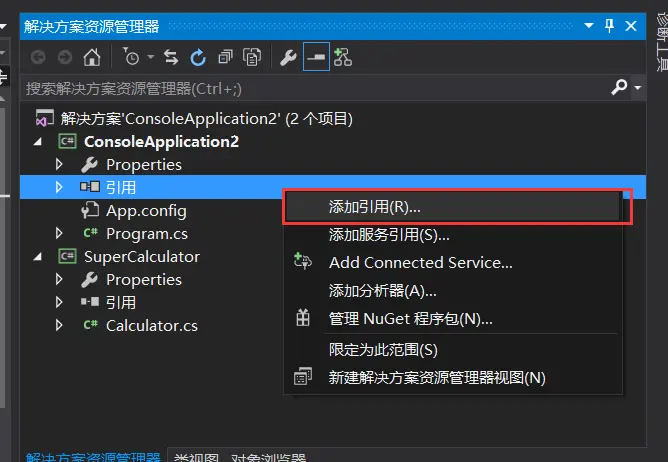 解决方案资源管理器
诊断工具
搜索解决方案资源管理器(Ctrl+;)
解决方案'ConsoleApplication2' (2 个项目)
C# ConsoleApplication2
Properties
引用
添加引用(R)...
App.config
添加服务引用(S)...
C# Program.cs
Add Connected Service...
C# SuperCalculator
Properties
添加分析器(A)...
引用
管理 NuGet 程序包(N)...
C# Calculator.cs
限定为此范围(S)
新建解决方案资源管理器视图(N)
解决方案资源管理器 类视图 对象浏览器